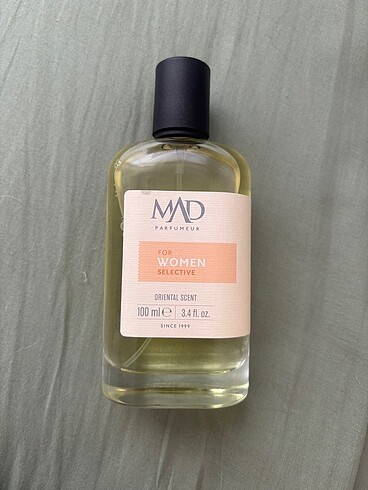 MAD
PARFUMEUR
FOR
WOMEN
SELECTIVE
ORIENTAL SCENT
100 ml ℮ 3.4 fl. oz.
SINCE 1999